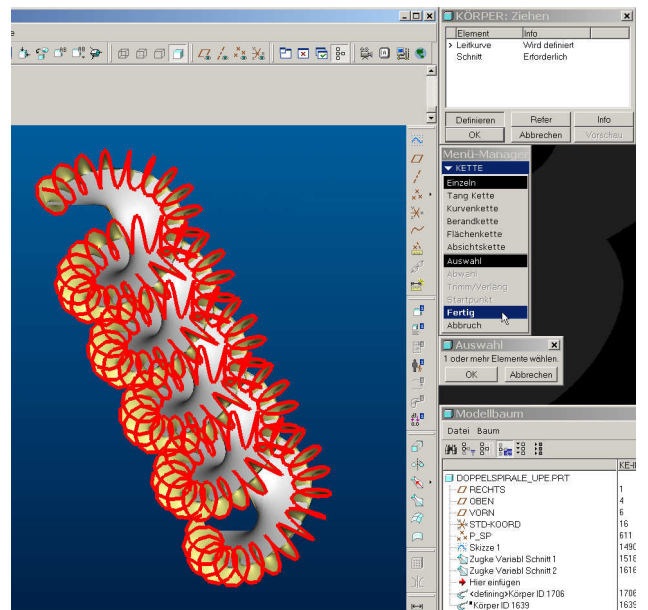 KÖRPER: Ziehen
Element Info
> Leitkurve Wird definiert
Schnitt Erforderlich
Definieren Refer Info
OK Abbrechen Vorschau
Menü-Manager
KETTE
Einzeln
Tang Kette
Kurvenkette
Berandkette
Flächenkette
Absichtskette
Auswahl
Abwahl
Trimm/Verläng
Startpunkt
Fertig
Abbruch
Auswahl
1 oder mehr Elemente wählen.
OK Abbrechen
Modellbaum
Datei Baum
DOPPELSPIRALE_UPE.PRT
RECHTS 1
OBEN 4
VORN 6
STD-KOORD 16
P_SP 611
Skizze 1 1490
Zugke Variabl Schnitt 1 1518
Zugke Variabl Schnitt 2 1616
Hier einfügen
<defining>Körper ID 1706 1706
Körper ID 1639 1639